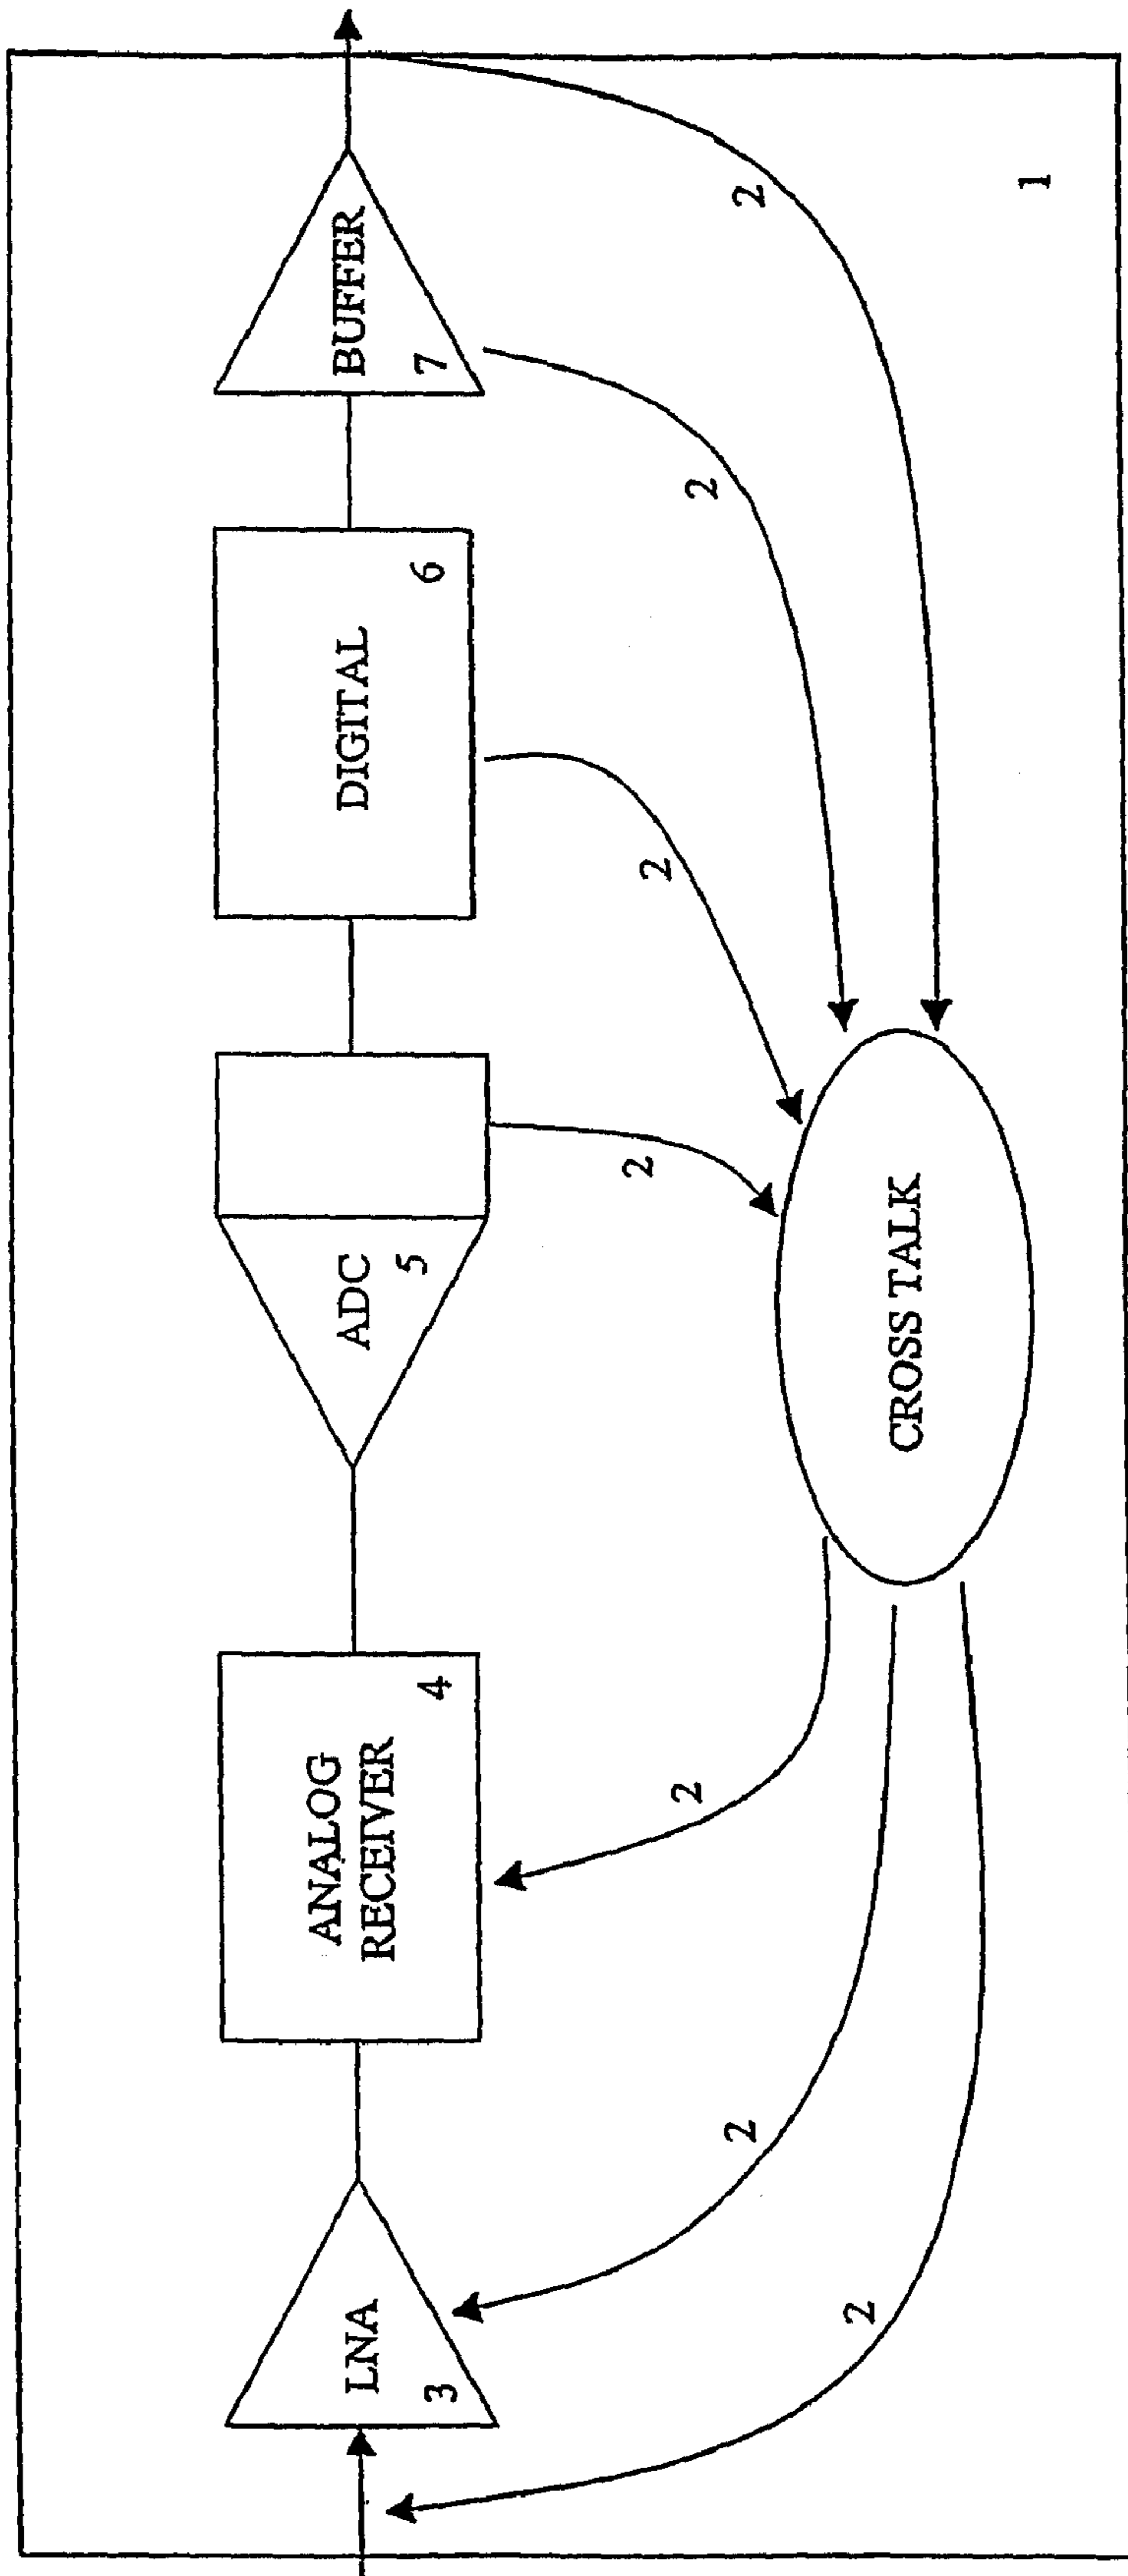 LNA
3
ANALOG
RECEIVER
4
ADC
5
DIGITAL
6
BUFFER
7
2
2
2
2
2
2
2
CROSS TALK
1